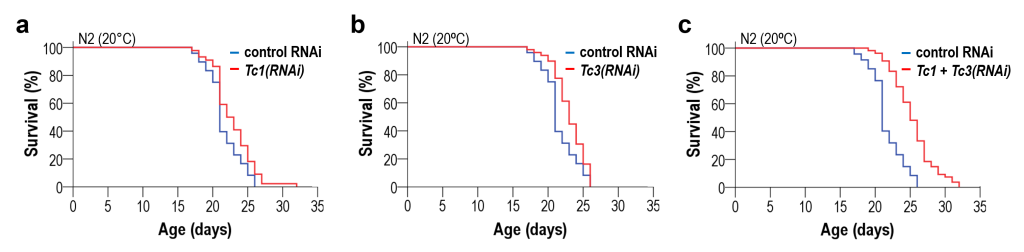 a
N2 (20°C)
control RNAi
Tc1(RNAi)
Survival (%)
100
80
60
40
20
0
0 5 10 15 20 25 30 35
Age (days)
b
N2 (20ºC)
control RNAi
Tc3(RNAi)
Survival (%)
100
80
60
40
20
0
0 5 10 15 20 25 30 35
Age (days)
c
N2 (20ºC)
control RNAi
Tc1 + Tc3(RNAi)
Survival (%)
100
80
60
40
20
0
0 5 10 15 20 25 30 35
Age (days)